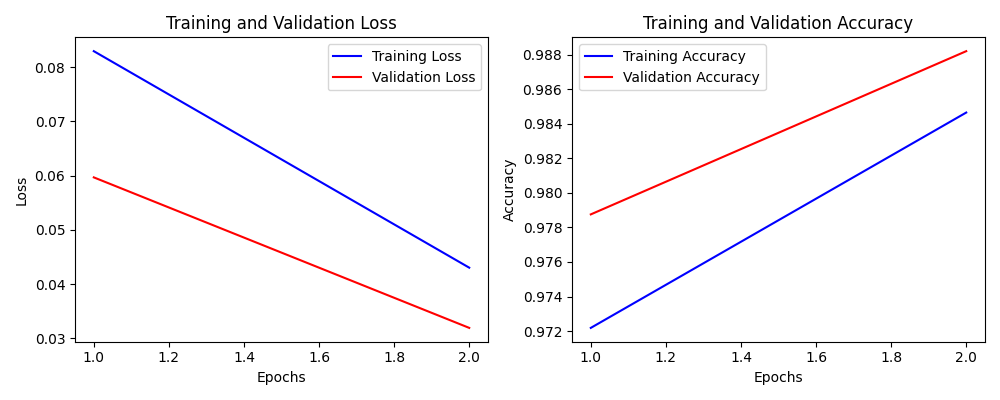 Training and Validation Loss
Training Loss
Validation Loss
0.08
0.07
0.06
0.05
0.04
0.03
Loss
1.0 1.2 1.4 1.6 1.8 2.0
Epochs
Training and Validation Accuracy
Training Accuracy
Validation Accuracy
0.988
0.986
0.984
0.982
0.980
0.978
0.976
0.974
0.972
Accuracy
1.0 1.2 1.4 1.6 1.8 2.0
Epochs